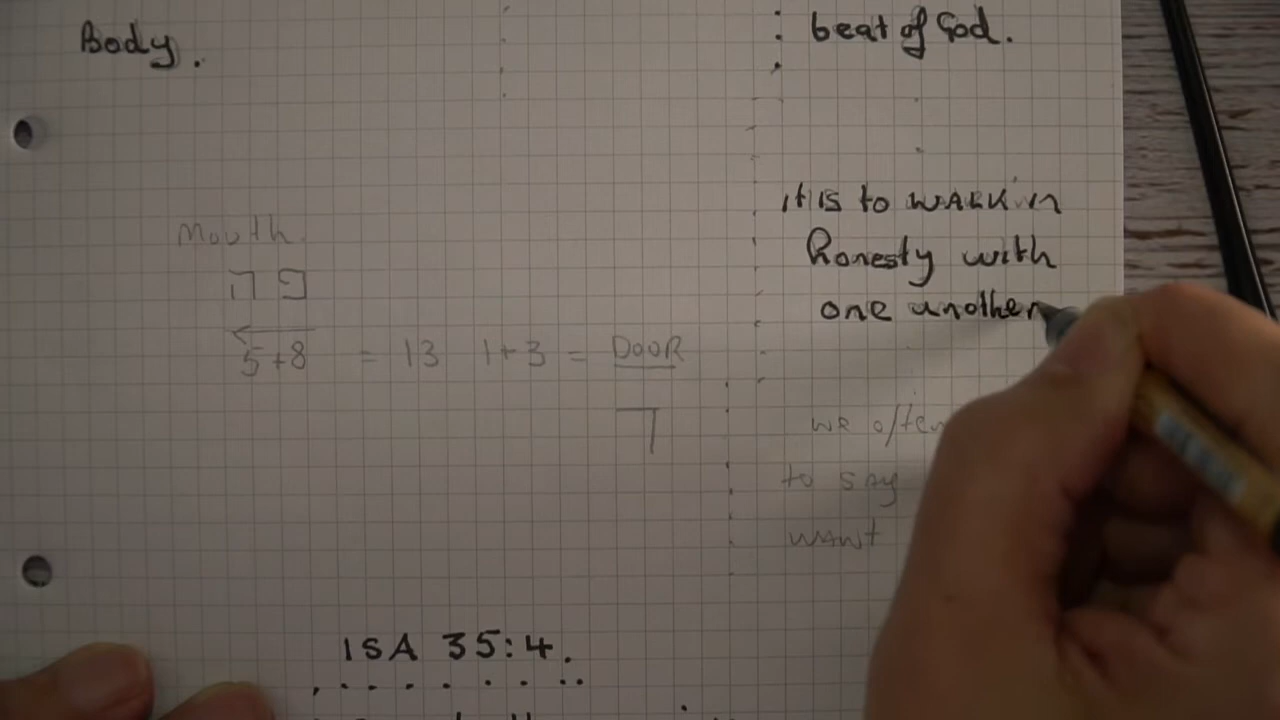 Body.
Mouth
הפ
5+8 = 13 1+3 = DOOR
ד
ISA 35:4.
beat of God.
it is to WALK in
Honesty with
one another
we often
to say
want